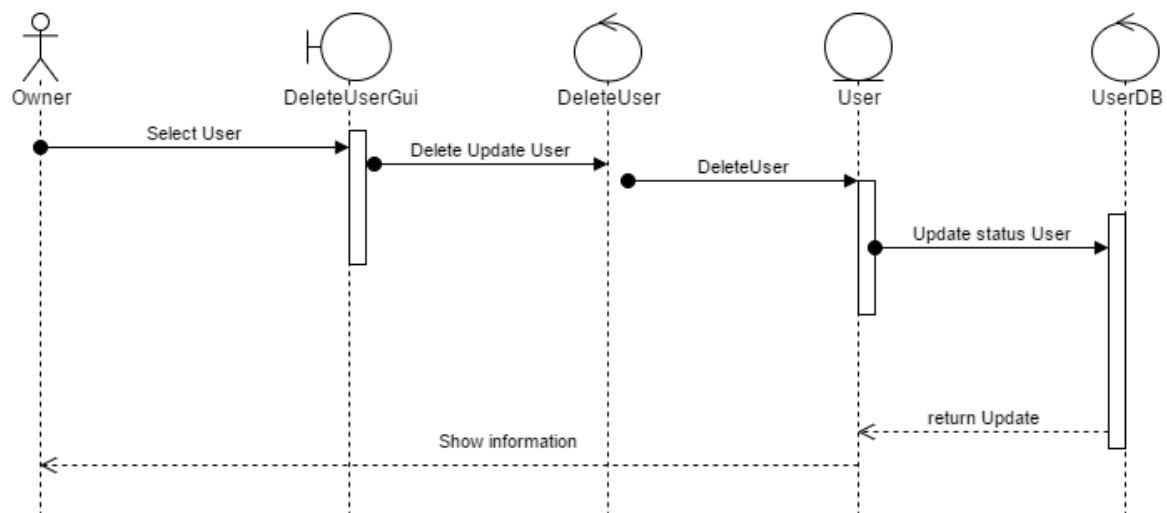 Owner
DeleteUserGui
DeleteUser
User
UserDB
Select User
Delete Update User
DeleteUser
Update status User
return Update
Show information